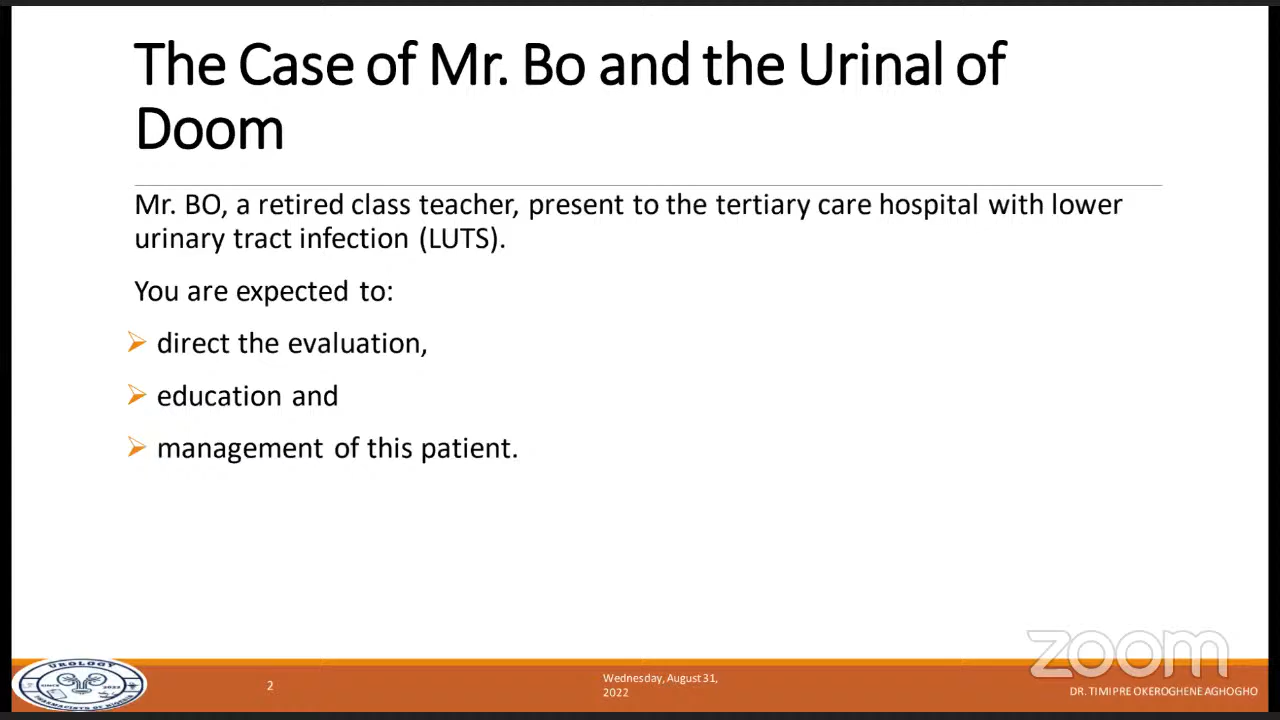 The Case of Mr. Bo and the Urinal of
Doom
Mr. BO, a retired class teacher, present to the tertiary care hospital with lower
urinary tract infection (LUTS).
You are expected to:
direct the evaluation,
education and
management of this patient.
zoom
UROLOGY
2
Wednesday, August 31,
2022
DR. TIMIPRE OKEROGHENE AGHOGHO